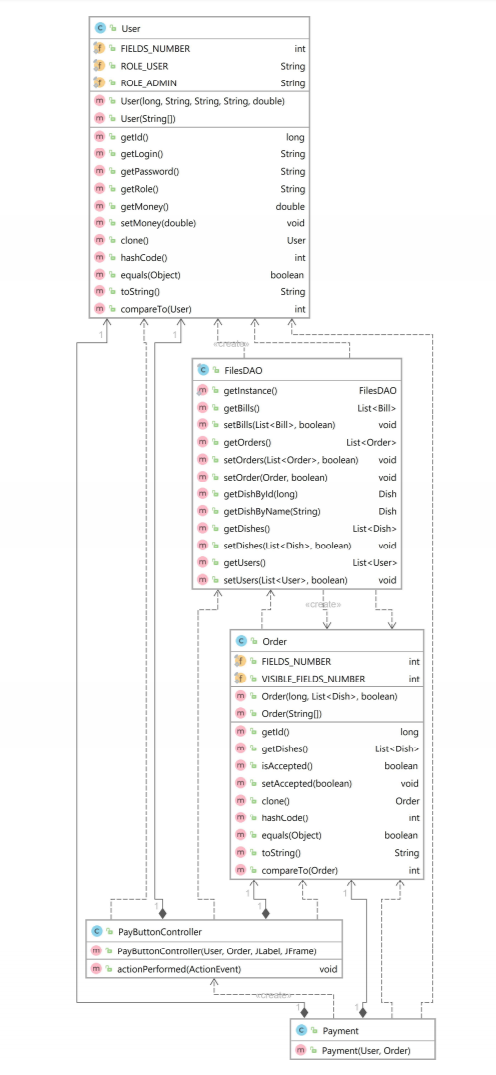 User
FIELDS_NUMBER int
ROLE_USER String
ROLE_ADMIN String
User(long, String, String, String, double)
User(String[])
getId() long
getLogin() String
getPassword() String
getRole() String
getMoney() double
setMoney(double) void
clone() User
hashCode() int
equals(Object) boolean
toString() String
compareTo(User) int
1
1
«create»
FilesDAO
getInstance() FilesDAO
getBills() List<Bill>
setBills(List<Bill>, boolean) void
getOrders() List<Order>
setOrders(List<Order>, boolean) void
setOrder(Order, boolean) void
getDishById(long) Dish
getDishByName(String) Dish
getDishes() List<Dish>
setDishes(List<Dish>, boolean) void
getUsers() List<User>
setUsers(List<User>, boolean) void
«create»
Order
FIELDS_NUMBER int
VISIBLE_FIELDS_NUMBER int
Order(long, List<Dish>, boolean)
Order(String[])
getId() long
getDishes() List<Dish>
isAccepted() boolean
setAccepted(boolean) void
clone() Order
hashCode() int
equals(Object) boolean
toString() String
compareTo(Order) int
1
1
1
1
PayButtonController
PayButtonController(User, Order, JLabel, JFrame)
actionPerformed(ActionEvent) void
«create»
1
1
Payment
Payment(User, Order)